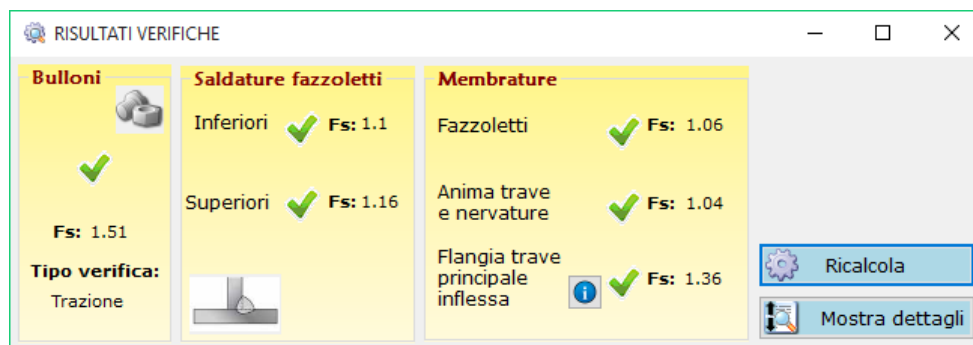 RISULTATI VERIFICHE
Bulloni
Fs: 1.51
Tipo verifica:
Trazione
Saldature fazzoletti
Inferiori Fs: 1.1
Superiori Fs: 1.16
Membrature
Fazzoletti Fs: 1.06
Anima trave
e nervature Fs: 1.04
Flangia trave
principale
inflessa Fs: 1.36
Ricalcola
Mostra dettagli